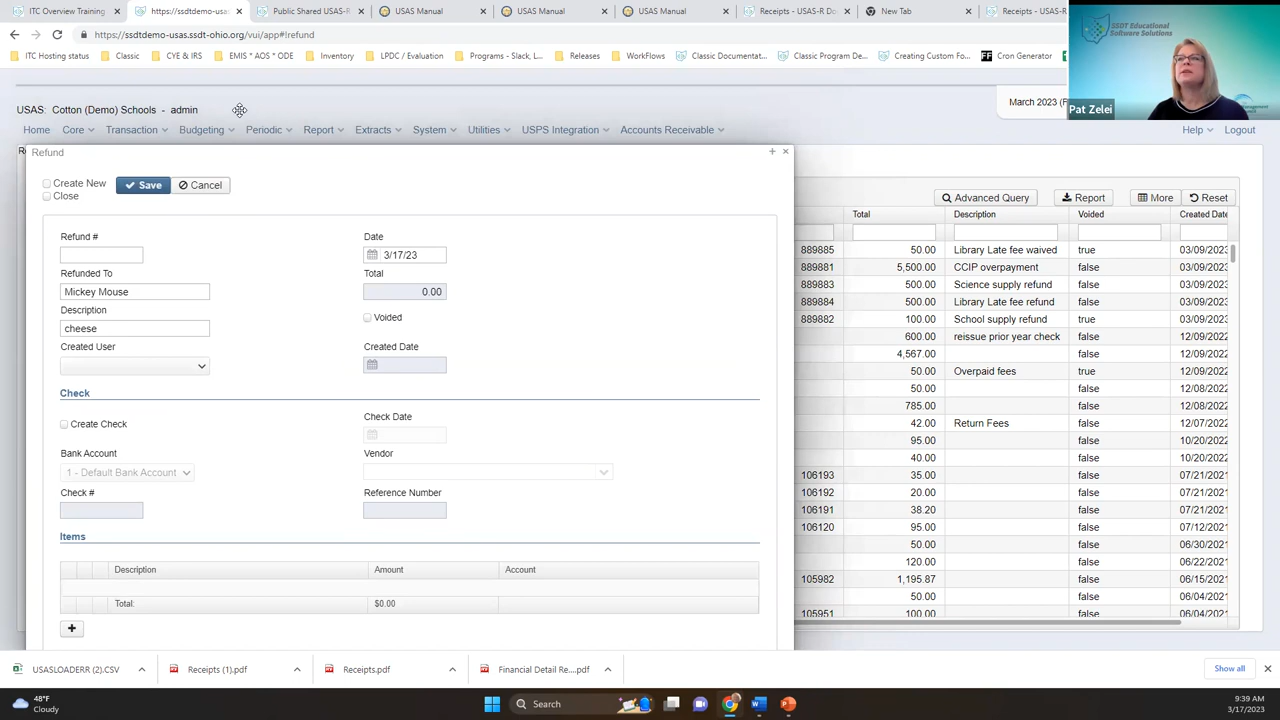 ITC Overview Training
https://ssdtdemo-usas.ssdt-ohio.org
Public Shared USAS-R
USAS Manual
USAS Manual
USAS Manual
Receipts - USAS-R Do
New Tab
Receipts - USAS-R
https://ssdtdemo-usas.ssdt-ohio.org/vui/app#!refund
ITC Hosting status Classic CYE & IRS EMIS * AOS * ODE Inventory LPDC / Evaluation Programs - Slack, L... WorkFlows Releases Classic Documentat... Classic Program De... Creating Custom Fo... Cron Generator
SSDT Educational
Software Solutions
Pat Zelei
USAS: Cotton (Demo) Schools - admin
March 2023 (F
Home Core Transaction Budgeting Periodic Report Extracts System Utilities USPS Integration Accounts Receivable Help Logout
Refund
Create New
Close
Save
Cancel
Refund #
Date
3/17/23
Refunded To
Total
Mickey Mouse
0.00
Description
Voided
cheese
Created User
Created Date
Check
Create Check
Check Date
Bank Account
Vendor
1 - Default Bank Account
Check #
Reference Number
Items
Description Amount Account
Total: $0.00
+
Advanced Query Report More Reset
Total Description Voided Created Date
889885 50.00 Library Late fee waived true 03/09/2023
889881 5,500.00 CCIP overpayment false 03/09/2023
889883 500.00 Science supply refund false 03/09/2023
889884 500.00 Library Late fee refund false 03/09/2023
889882 100.00 School supply refund true 03/09/2023
600.00 reissue prior year check false 12/09/2022
4,567.00 false 12/09/2022
50.00 Overpaid fees true 12/09/2022
50.00 false 12/08/2022
785.00 false 12/08/2022
42.00 Return Fees false 12/07/2022
95.00 false 10/20/2022
40.00 false 10/20/2022
106193 35.00 false 07/21/2021
106192 20.00 false 07/21/2021
106191 38.20 false 07/21/2021
106120 95.00 false 07/12/2021
50.00 false 06/30/2021
120.00 false 06/22/2021
105982 1,195.87 false 06/15/2021
50.00 false 06/04/2021
105951 100.00 false 06/04/2021
USASLOADERR (2).CSV
Receipts (1).pdf
Receipts.pdf
Financial Detail Re....pdf
Show all
48°F
Cloudy
Search
9:39 AM
3/17/2023